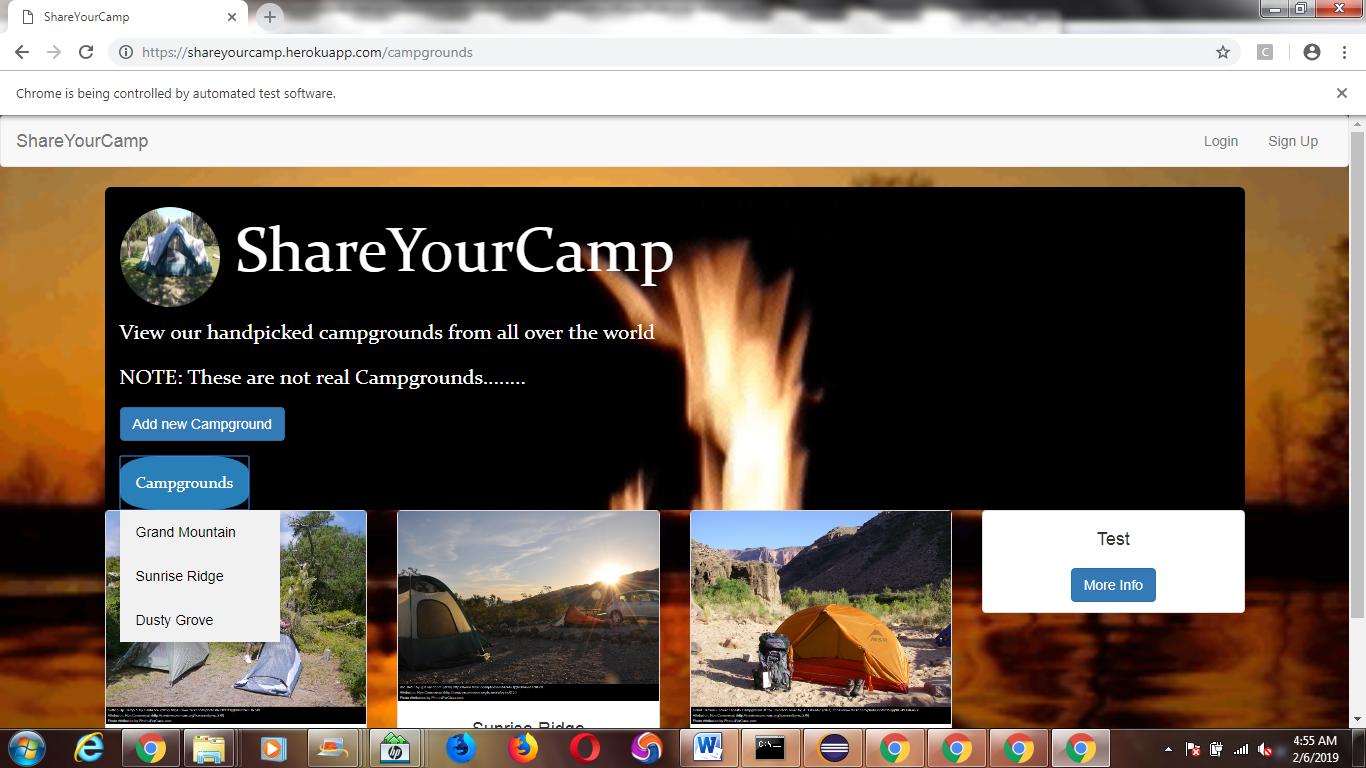 ShareYourCamp
https://shareyourcamp.herokuapp.com/campgrounds
C
Chrome is being controlled by automated test software.
ShareYourCamp
Login
Sign Up
ShareYourCamp
View our handpicked campgrounds from all over the world
NOTE: These are not real Campgrounds........
Add new Campground
Campgrounds
Grand Mountain
Sunrise Ridge
Dusty Grove
Test
More Info
Sunrise Ridge
hp
W
C:\
4:55 AM
2/6/2019